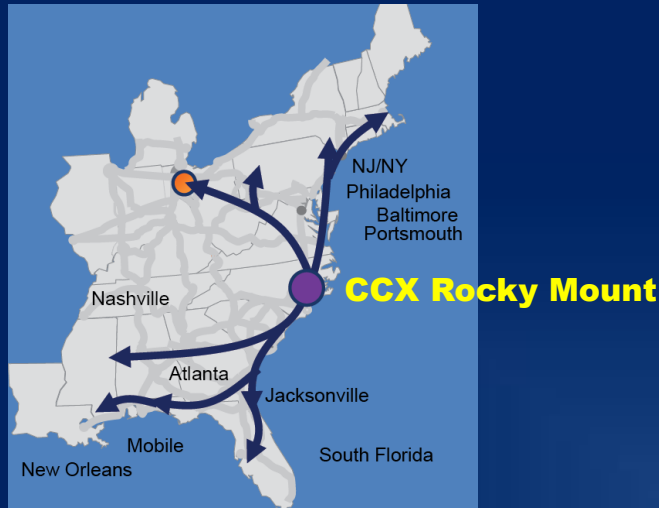 NJ/NY
Philadelphia
Baltimore
Portsmouth
CCX Rocky Mount
Nashville
Atlanta
Jacksonville
Mobile
South Florida
New Orleans